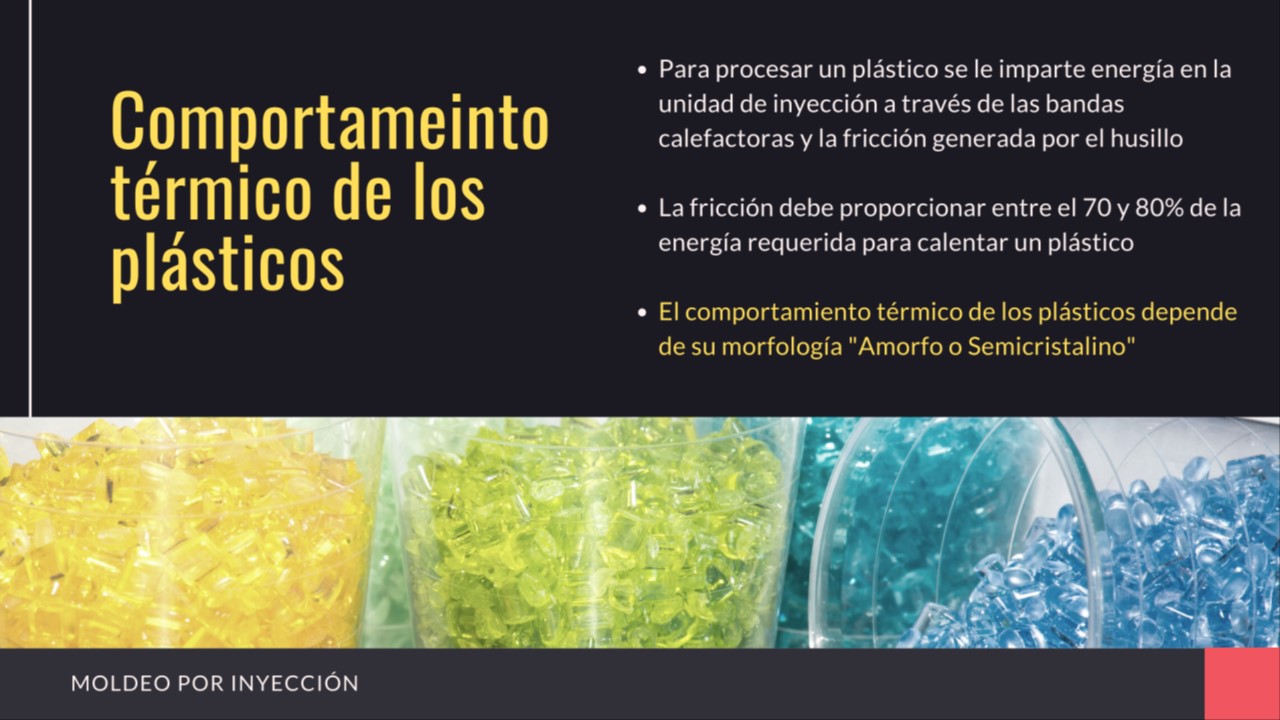 Comportameinto
térmico de los
plásticos
• Para procesar un plástico se le imparte energía en la
unidad de inyección a través de las bandas
calefactoras y la fricción generada por el husillo
• La fricción debe proporcionar entre el 70 y 80% de la
energía requerida para calentar un plástico
• El comportamiento térmico de los plásticos depende
de su morfología "Amorfo o Semicristalino"
MOLDEO POR INYECCIÓN